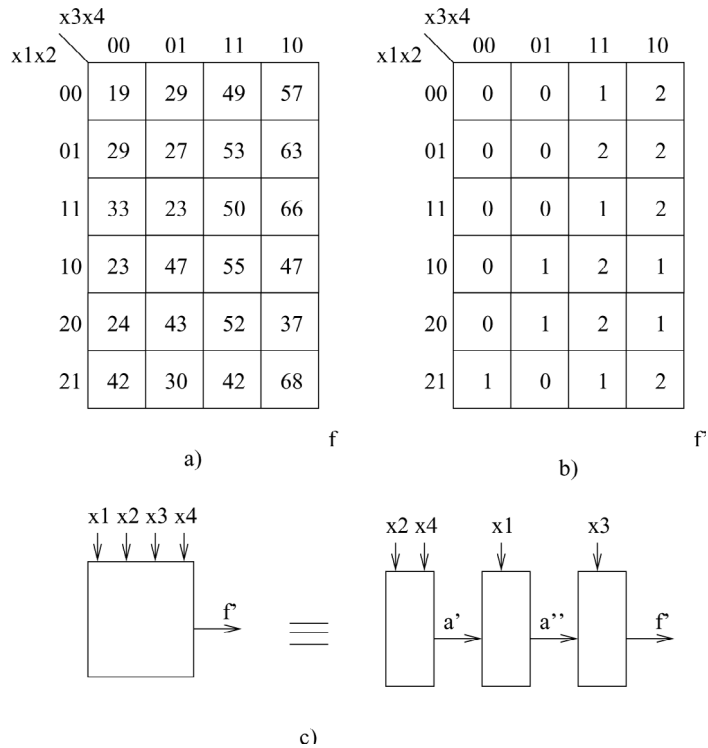 x3x4 x3x4
x1x2 00 01 11 10 x1x2 00 01 11 10
00 19 29 49 57 00 0 0 1 2
01 29 27 53 63 01 0 0 2 2
11 33 23 50 66 11 0 0 1 2
10 23 47 55 47 10 0 1 2 1
20 24 43 52 37 20 0 1 2 1
21 42 30 42 68 21 1 0 1 2
f f'
a) b)
x1 x2 x3 x4 x2 x4 x1 x3
f' a' a'' f'
c)